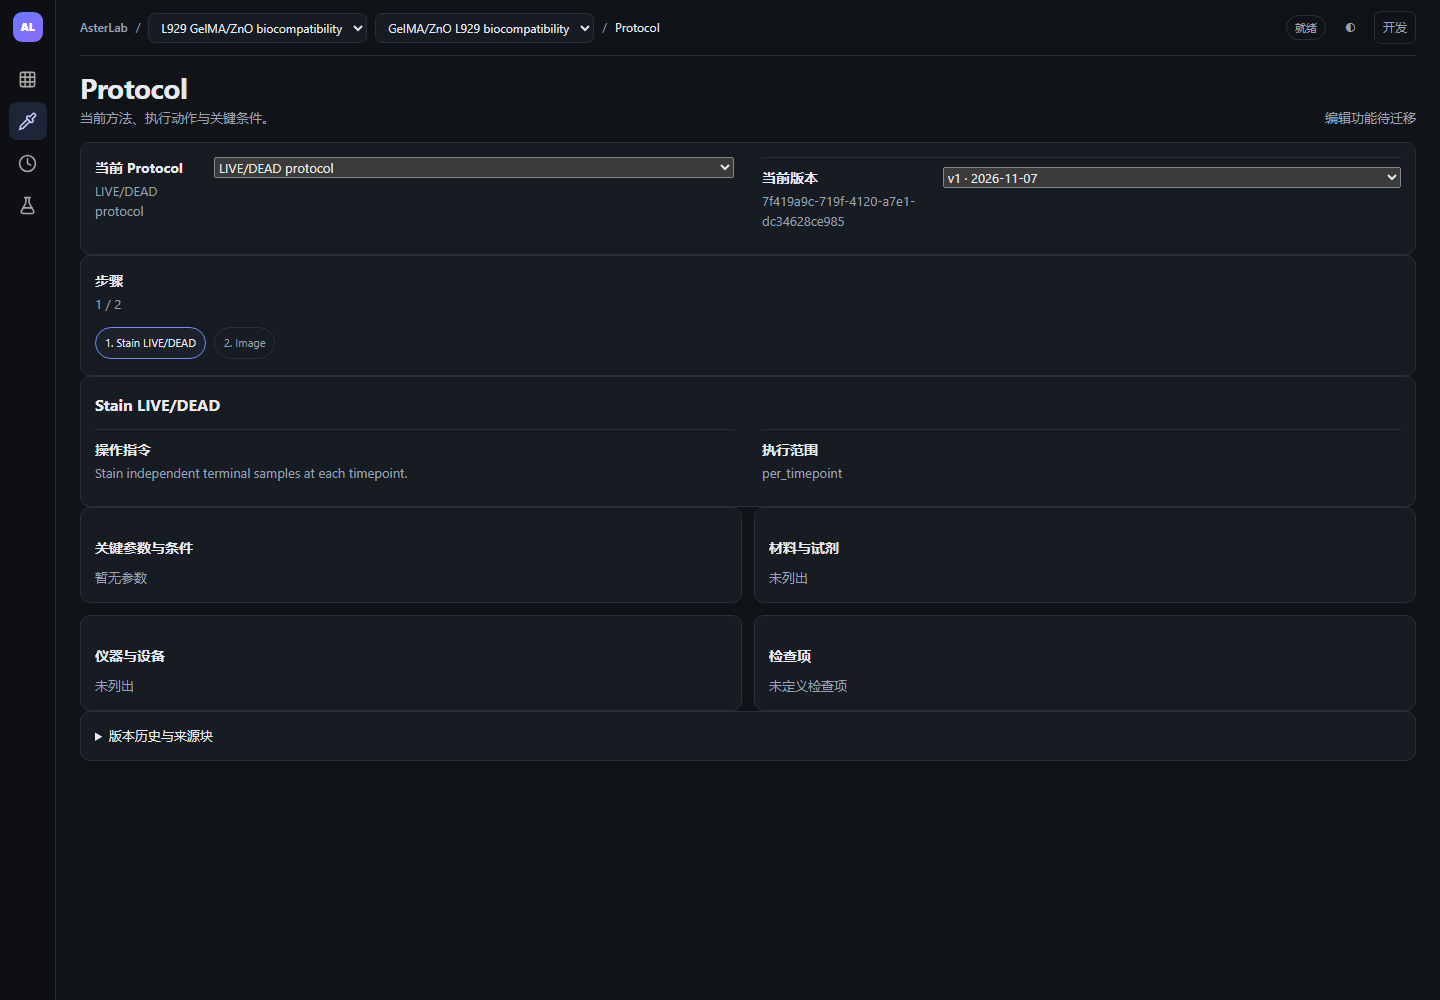 AL
AsterLab / L929 GelMA/ZnO biocompatibility GelMA/ZnO L929 biocompatibility / Protocol
就绪
开发
Protocol
当前方法、执行动作与关键条件。
编辑功能待迁移
当前 Protocol
LIVE/DEAD
protocol
LIVE/DEAD protocol
当前版本
7f419a9c-719f-4120-a7e1-
dc34628ce985
v1 · 2026-11-07
步骤
1 / 2
1. Stain LIVE/DEAD
2. Image
Stain LIVE/DEAD
操作指令
Stain independent terminal samples at each timepoint.
执行范围
per_timepoint
关键参数与条件
暂无参数
材料与试剂
未列出
仪器与设备
未列出
检查项
未定义检查项
版本历史与来源块